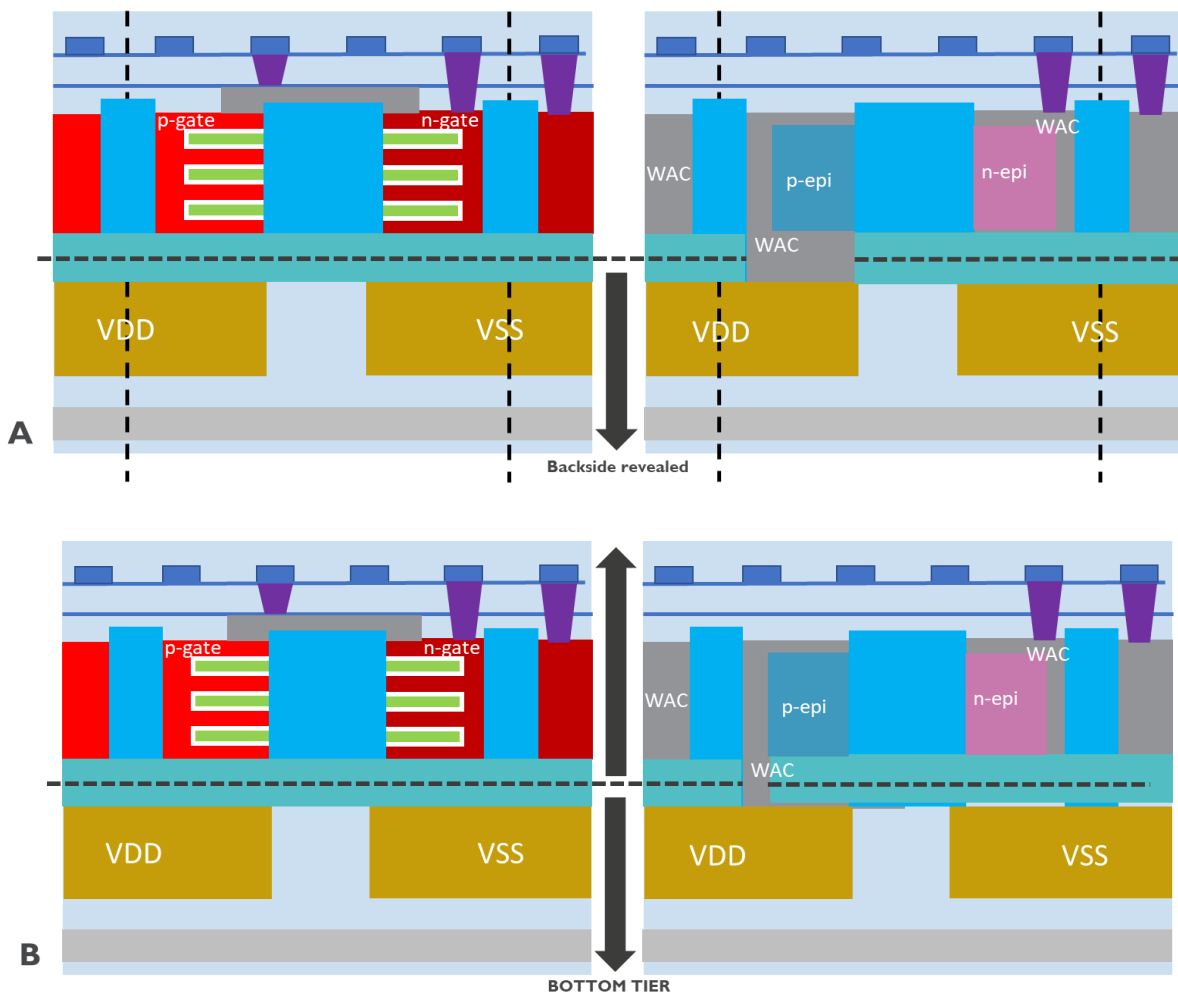 p-gate
n-gate
WAC
WAC
p-epi
n-epi
WAC
VDD
VSS
VDD
VSS
A
Backside revealed
p-gate
n-gate
WAC
WAC
p-epi
n-epi
WAC
VDD
VSS
VDD
VSS
B
BOTTOM TIER